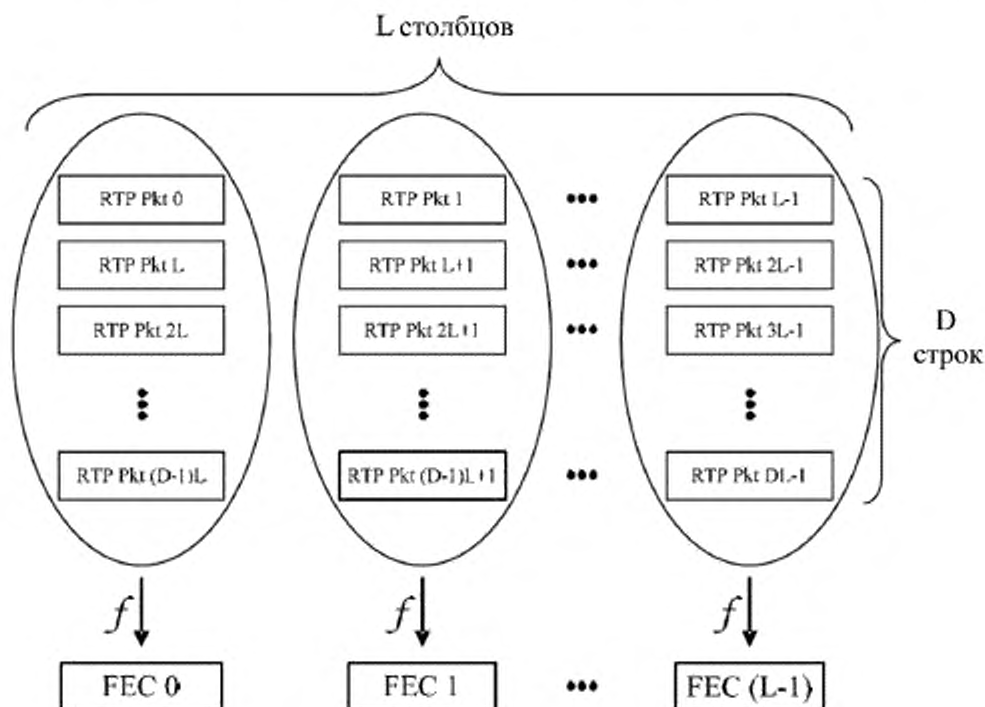 L столбцов
RTP Pkt 0 RTP Pkt 1 ••• RTP Pkt L-1
RTP Pkt L RTP Pkt L+1 ••• RTP Pkt 2L-1
RTP Pkt 2L RTP Pkt 2L+1 ••• RTP Pkt 3L-1
D
строк
RTP Pkt (D-1)L RTP Pkt (D-1)L+1 ••• RTP Pkt DL-1
f f f
FEC 0 FEC 1 ••• FEC (L-1)